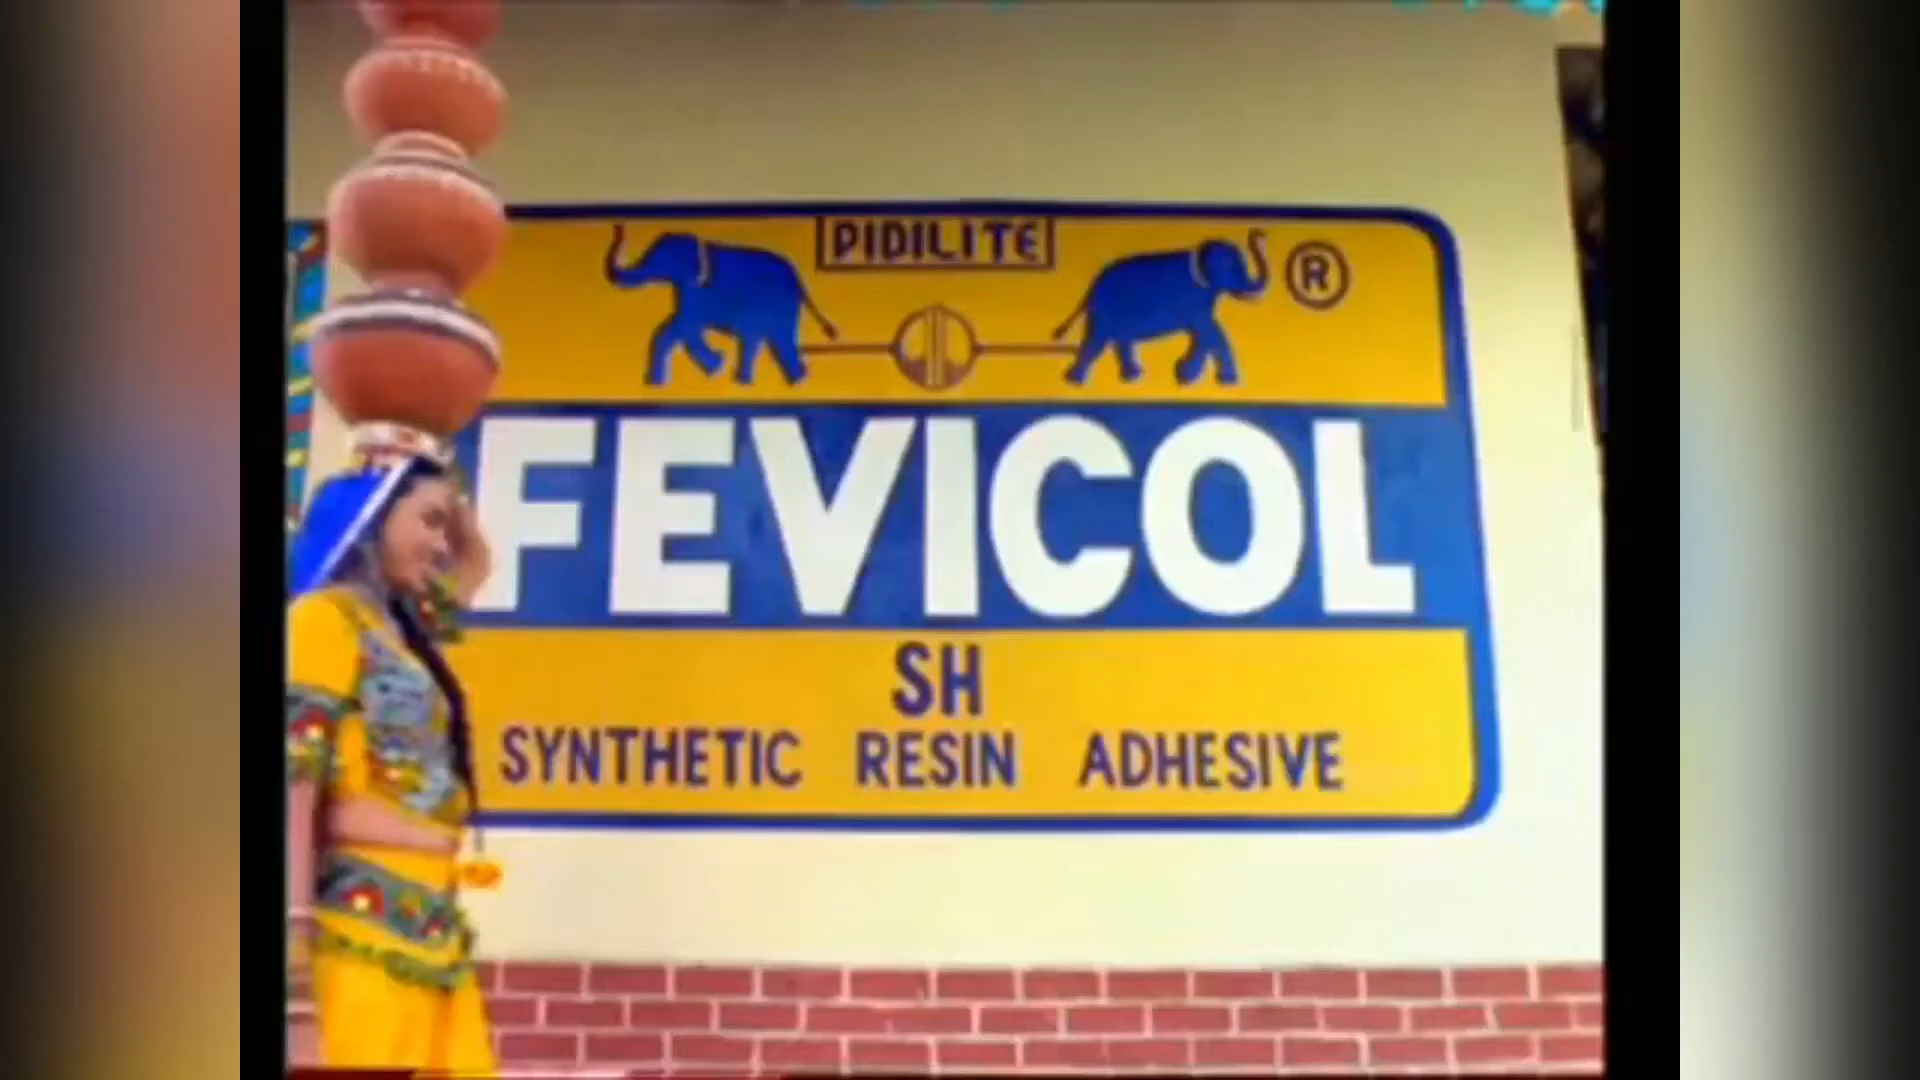 PIDILITE
®
FEVICOL
SH
SYNTHETIC RESIN ADHESIVE